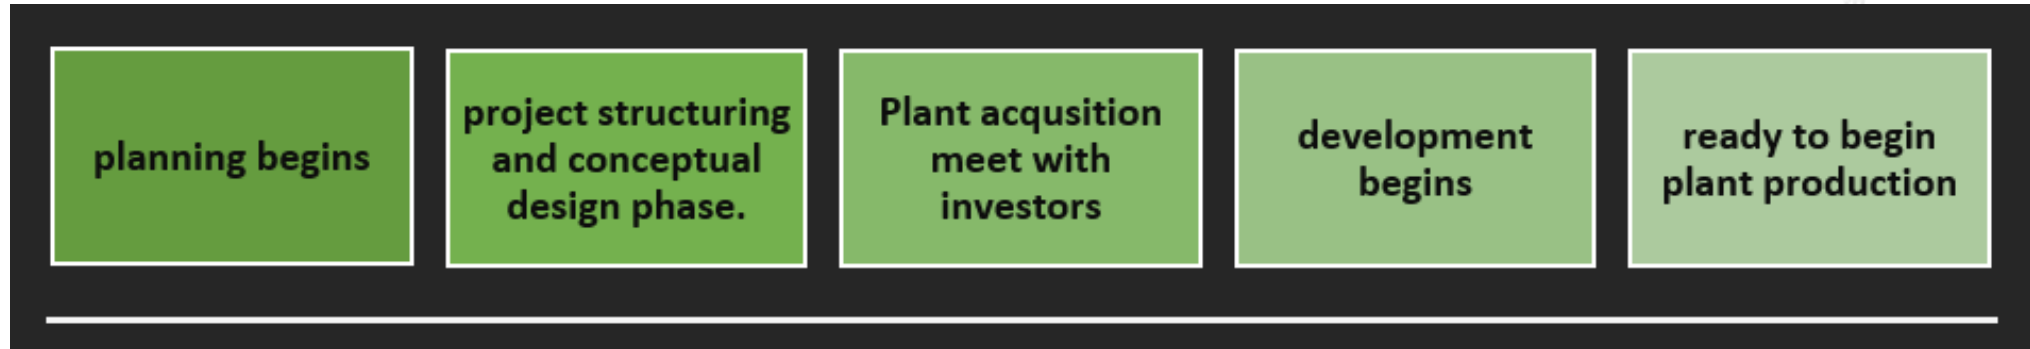 planning begins
project structuring
and conceptual
design phase.
Plant acqusition
meet with
investors
development
begins
ready to begin
plant production